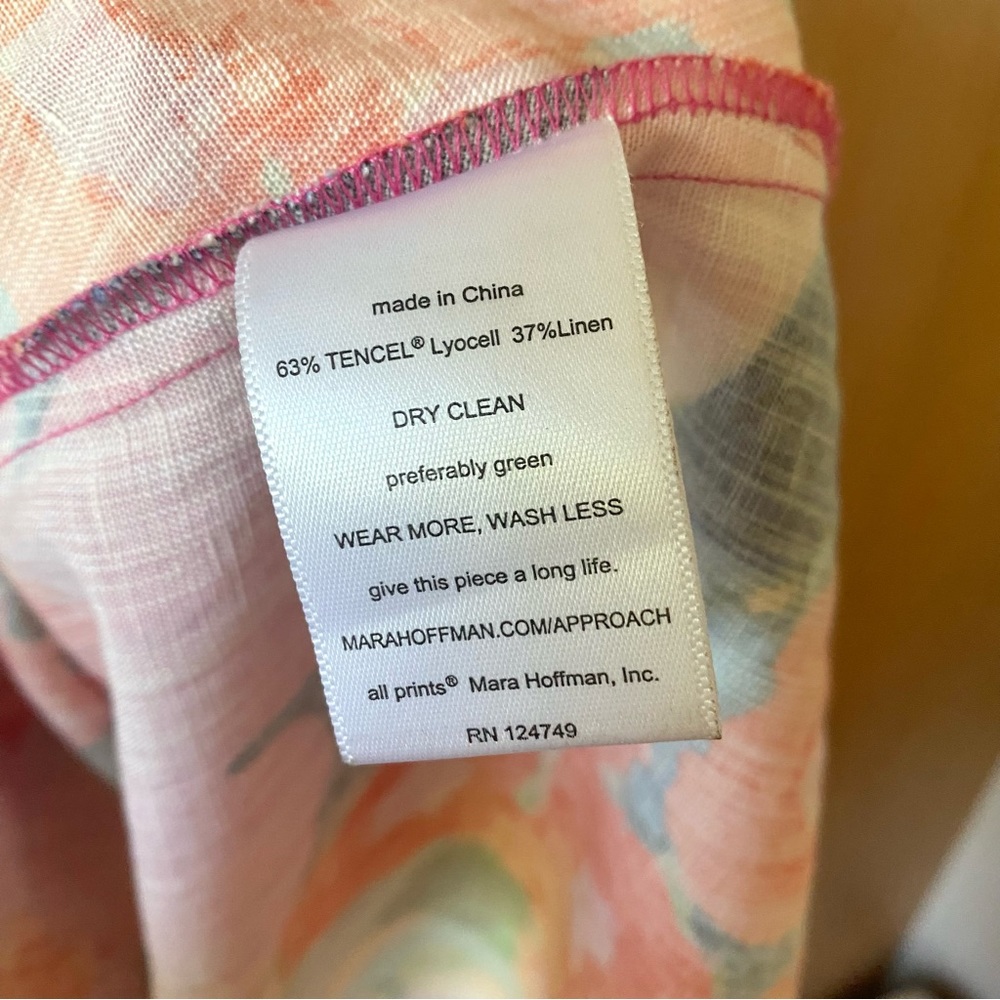 made in China
63% TENCEL® Lyocell 37%Linen
DRY CLEAN
preferably green
WEAR MORE, WASH LESS
give this piece a long life.
MARAHOFFMAN.COM/APPROACH
all prints® Mara Hoffman, Inc.
RN 124749